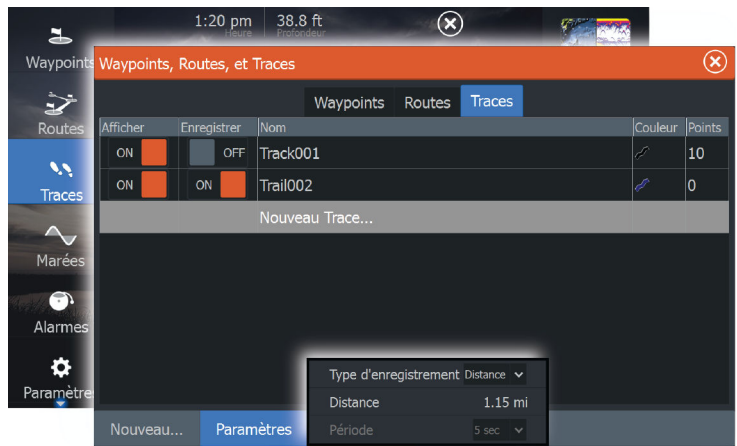 1:20 pm 38.8 ft
Heure Profondeur
Waypoints
Routes
Traces
Marées
Alarmes
Paramètre
Waypoints, Routes, et Traces
Waypoints Routes Traces
Afficher Enregistrer Nom Couleur Points
ON OFF Track001 10
ON ON Trail002 0
Nouveau Trace...
Type d'enregistrement Distance
Distance 1.15 mi
Période 5 sec
Nouveau... Paramètres